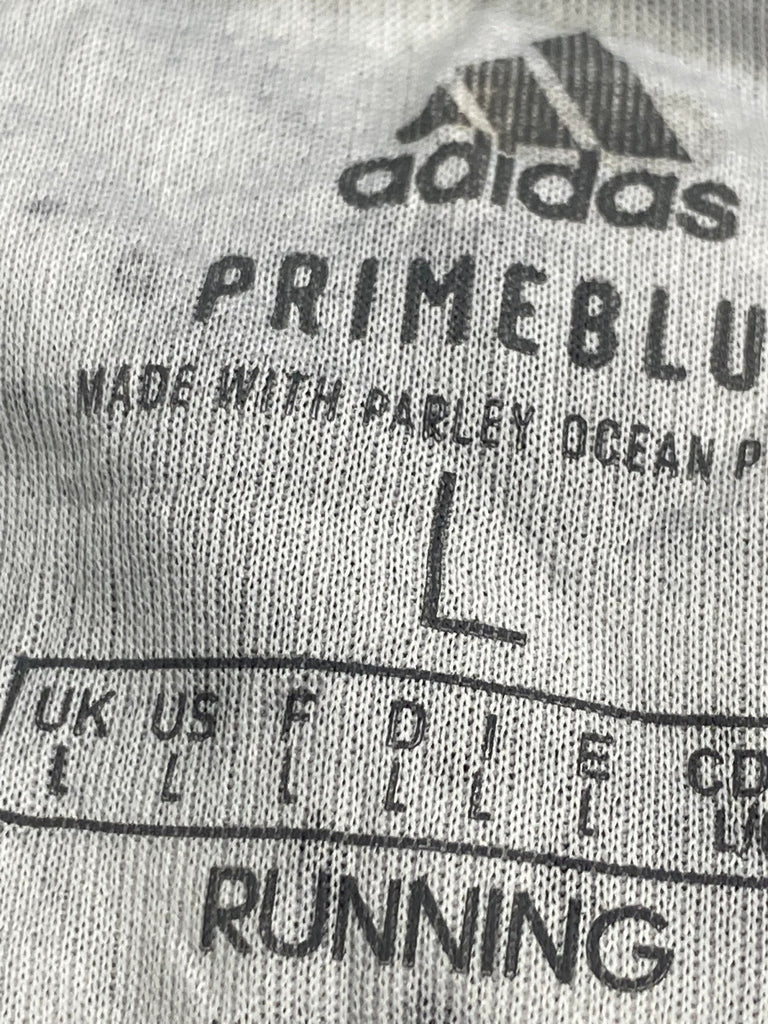 adidas
PRIMEBLU
MADE WITH PARLEY OCEAN P
L
UK US F D I E CD
L L L L L L L/
RUNNING